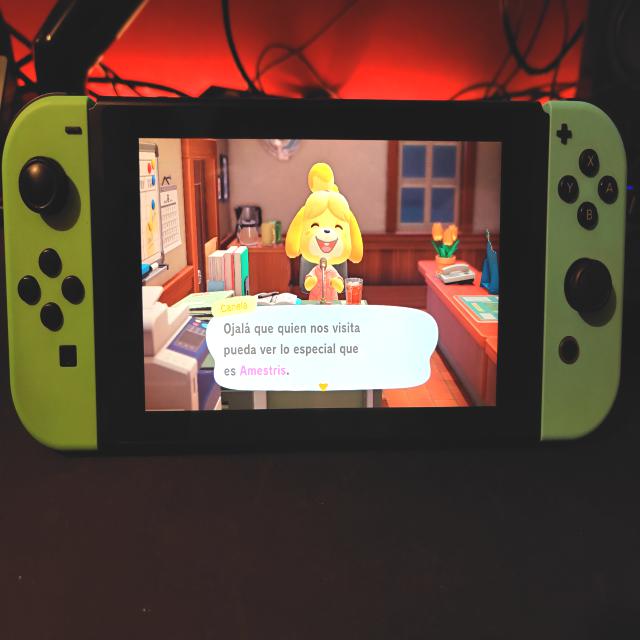 Canela
Ojalá que quien nos visita
pueda ver lo especial que
es Amestris.
X
Y
A
B